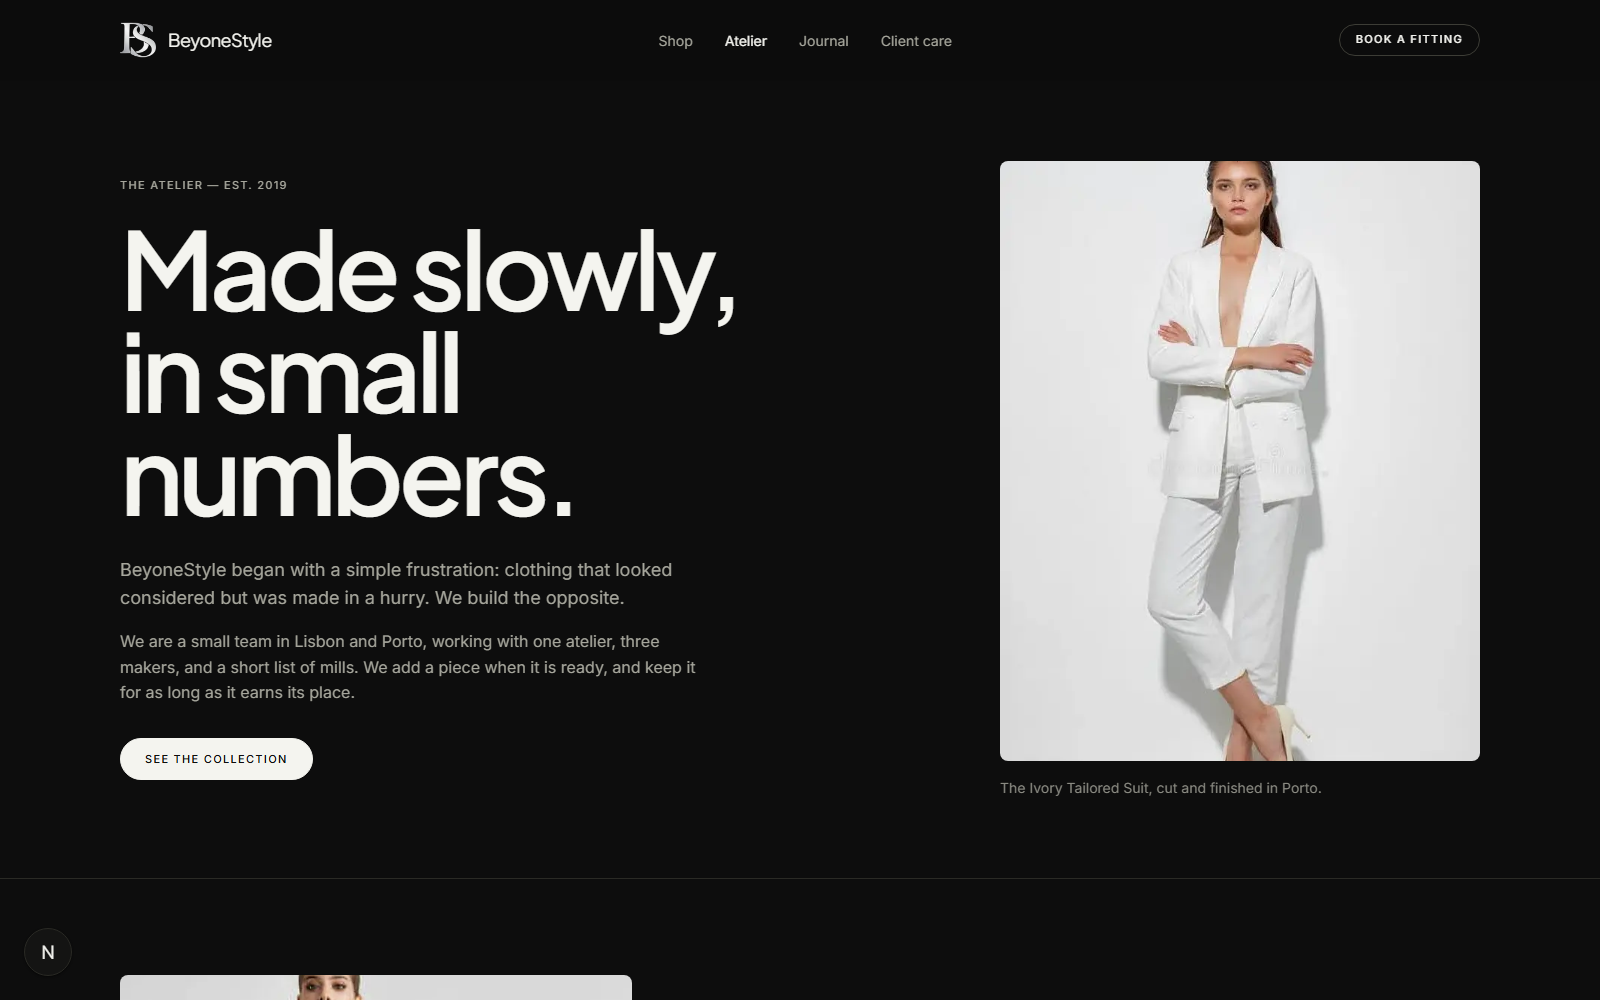 BS
BeyoneStyle
Shop
Atelier
Journal
Client care
BOOK A FITTING
THE ATELIER — EST. 2019
Made slowly,
in small
numbers.
BeyoneStyle began with a simple frustration: clothing that looked
considered but was made in a hurry. We build the opposite.
We are a small team in Lisbon and Porto, working with one atelier, three
makers, and a short list of mills. We add a piece when it is ready, and keep it
for as long as it earns its place.
SEE THE COLLECTION
The Ivory Tailored Suit, cut and finished in Porto.
N